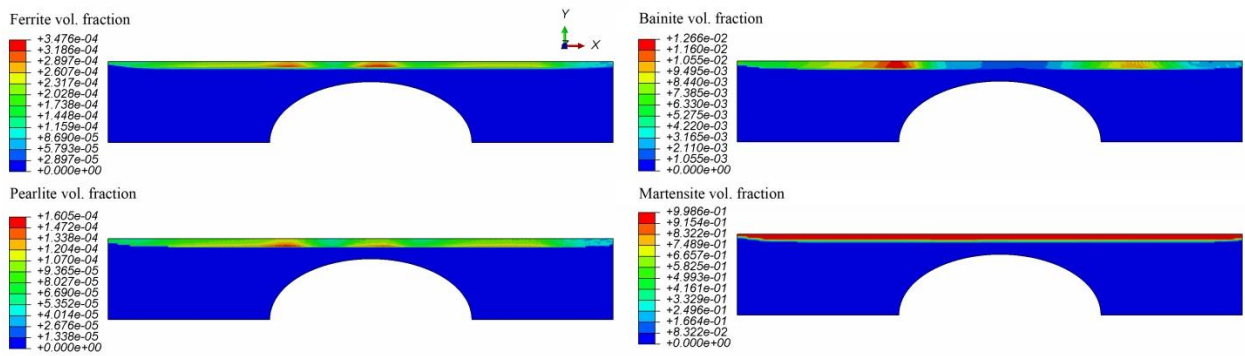 Ferrite vol. fraction
+3.476e-04
+3.186e-04
+2.897e-04
+2.607e-04
+2.317e-04
+2.028e-04
+1.738e-04
+1.448e-04
+1.159e-04
+8.690e-05
+5.793e-05
+2.897e-05
+0.000e+00
Y
Z
X
Bainite vol. fraction
+1.266e-02
+1.160e-02
+1.055e-02
+9.495e-03
+8.440e-03
+7.385e-03
+6.330e-03
+5.275e-03
+4.220e-03
+3.165e-03
+2.110e-03
+1.055e-03
+0.000e+00
Pearlite vol. fraction
+1.605e-04
+1.472e-04
+1.338e-04
+1.204e-04
+1.070e-04
+9.365e-05
+8.027e-05
+6.690e-05
+5.352e-05
+4.014e-05
+2.676e-05
+1.338e-05
+0.000e+00
Martensite vol. fraction
+9.986e-01
+9.154e-01
+8.322e-01
+7.489e-01
+6.657e-01
+5.825e-01
+4.993e-01
+4.161e-01
+3.329e-01
+2.496e-01
+1.664e-01
+8.322e-02
+0.000e+00